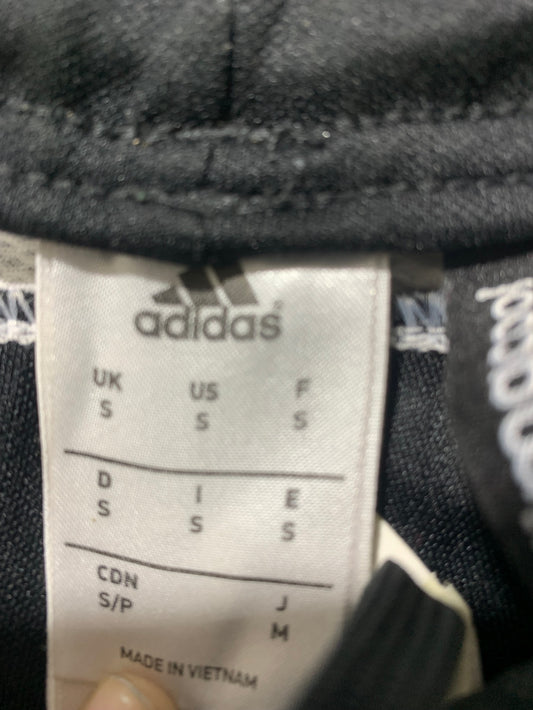 adidas
UK US F
S S S
D I E
S S S
CDN J
S/P M
MADE IN VIETNAM